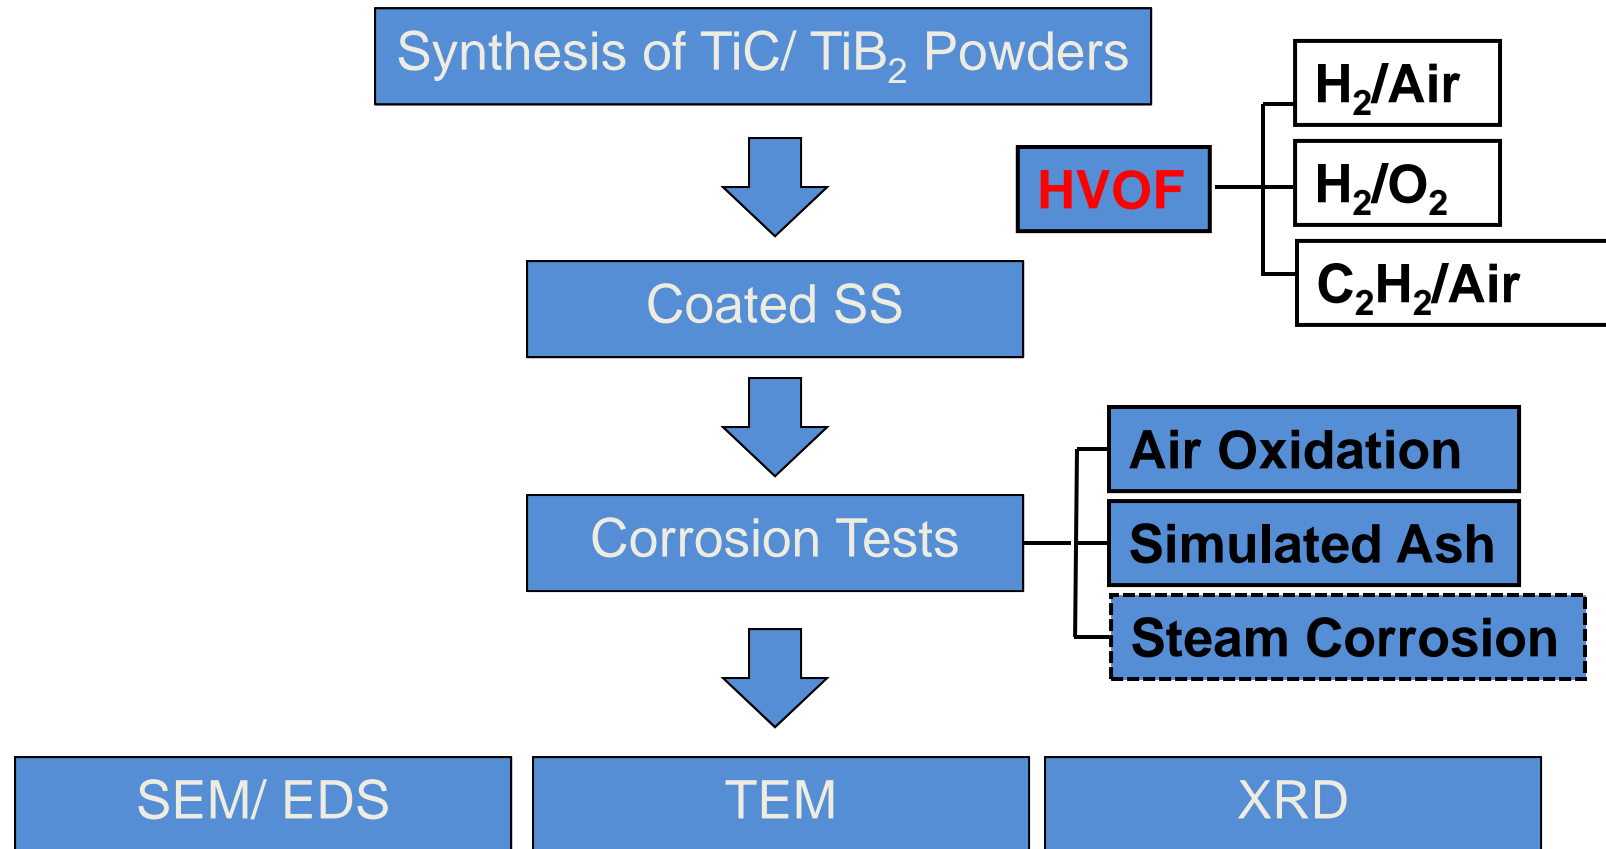 Synthesis of TiC/ TiB₂ Powders
H₂/Air
HVOF
H₂/O₂
C₂H₂/Air
Coated SS
Air Oxidation
Corrosion Tests
Simulated Ash
Steam Corrosion
SEM/ EDS
TEM
XRD